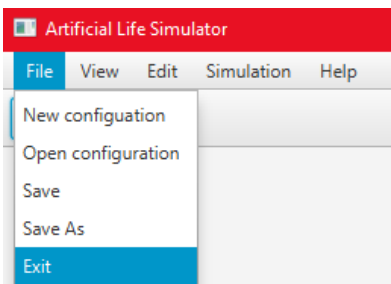 Artificial Life Simulator
File View Edit Simulation Help
New configuation
Open configuration
Save
Save As
Exit